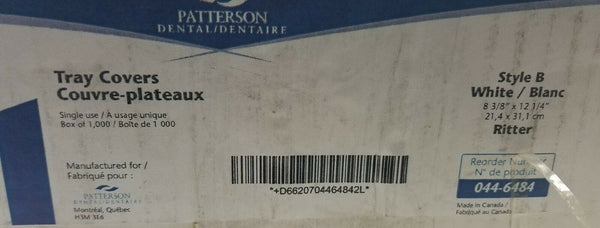 PATTERSON
DENTAL/DENTAIRE
Tray Covers
Couvre-plateaux
Single use / À usage unique
Box of 1,000 / Boîte de 1 000
Style B
White / Blanc
8 3/8" x 12 1/4"
21,4 x 31,1 cm
Ritter
Manufactured for /
Fabriqué pour :
PATTERSON
DENTAL/DENTAIRE
Montréal, Québec
H3M 3E6
"+D6620704464842L"
Reorder
N° de produit
044-6484
Made in Canada /
Fabriqué au Canada